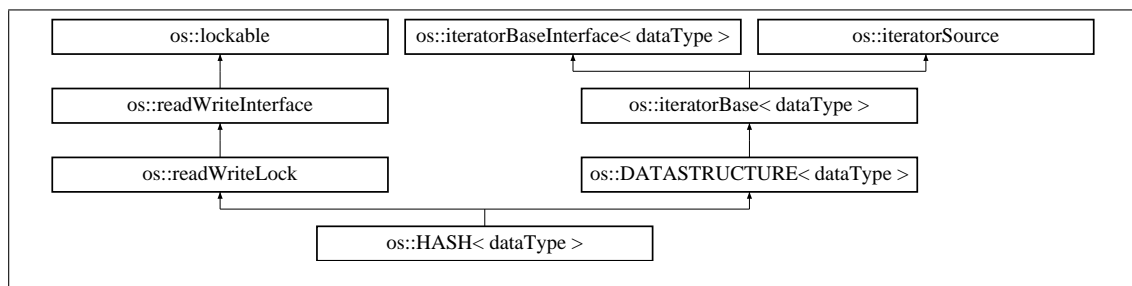 os::lockable
os::iteratorBaseInterface< dataType >
os::iteratorSource
os::readWriteInterface
os::iteratorBase< dataType >
os::readWriteLock
os::DATASTRUCTURE< dataType >
os::HASH< dataType >